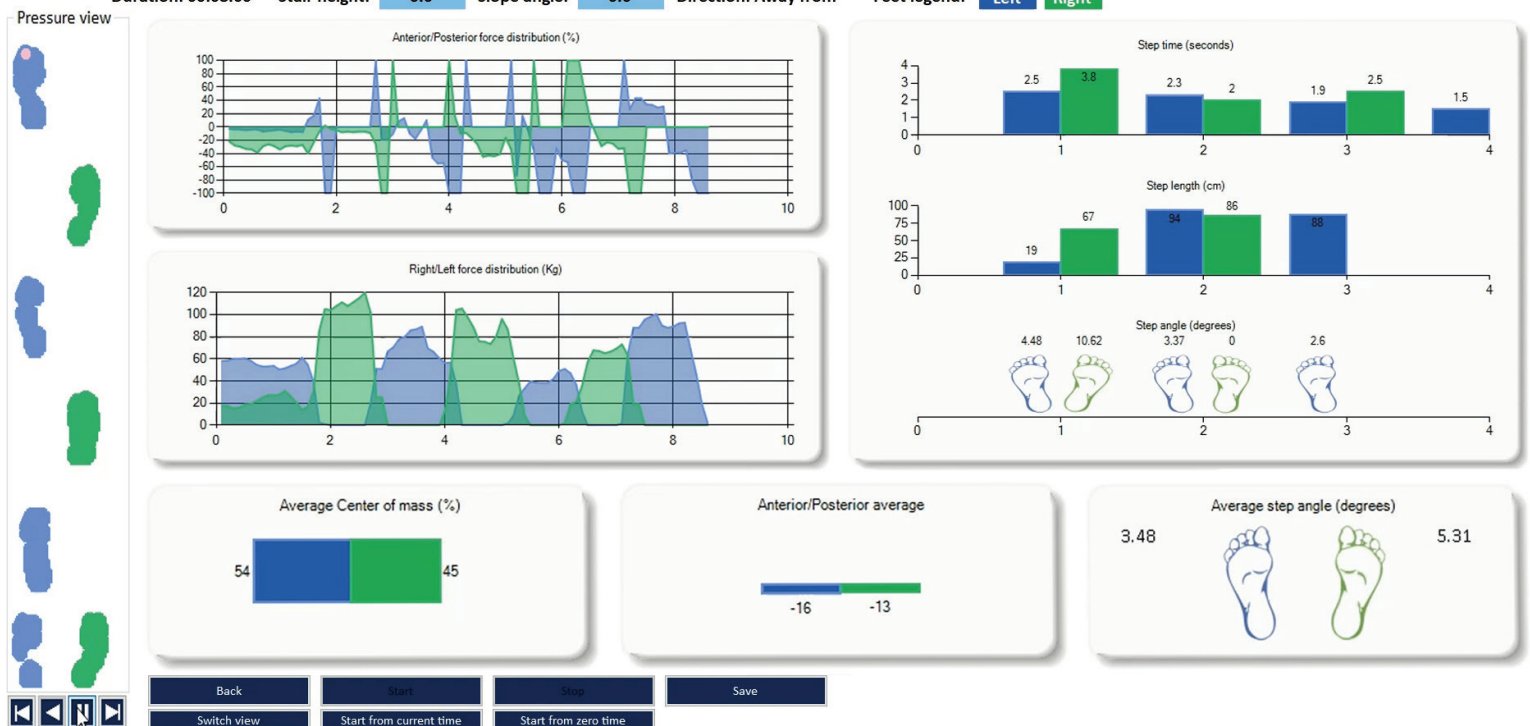 Pressure view
Anterior/Posterior force distribution (%)
100
80
60
40
20
0
-20
-40
-60
-80
-100
0 2 4 6 8 10
Right/Left force distribution (Kg)
120
100
80
60
40
20
0
0 2 4 6 8 10
Step time (seconds)
4
3
2
1
0
2.5 3.8 2.3 2 1.9 2.5 1.5
0 1 2 3 4
Step length (cm)
100
75
50
25
0
19 67 94 86 88
0 1 2 3 4
Step angle (degrees)
4.48 10.62 3.37 0 2.6
0 1 2 3 4
Average Center of mass (%)
54 45
Anterior/Posterior average
-16 -13
Average step angle (degrees)
3.48 5.31
Back Start Stop Save
Switch view Start from current time Start from zero time